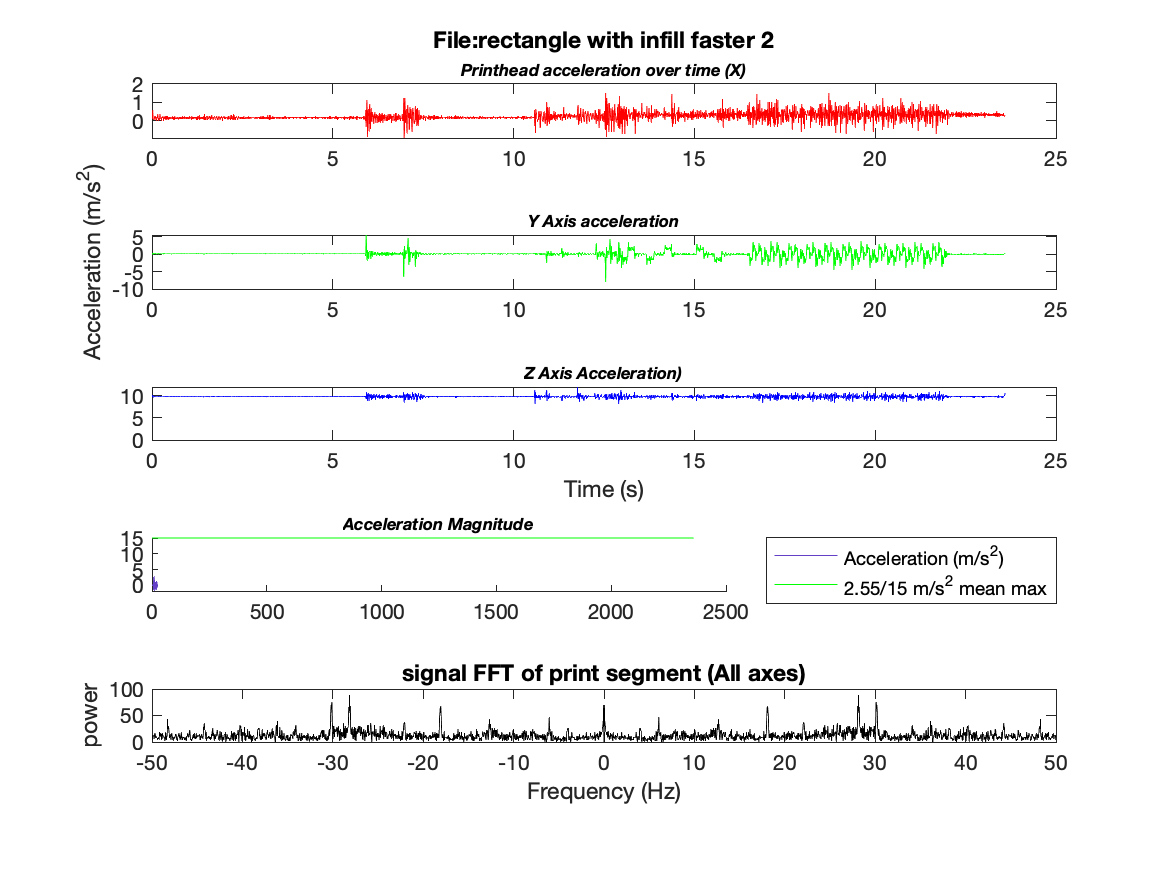 File:rectangle with infill faster 2
Printhead acceleration over time (X)
2
1
0
0 5 10 15 20 25
Acceleration (m/s2)
Y Axis acceleration
5
0
-5
-10
0 5 10 15 20 25
Z Axis Acceleration)
10
5
0
0 5 10 15 20 25
Time (s)
Acceleration Magnitude
15
10
5
0
0 500 1000 1500 2000 2500
Acceleration (m/s2)
2.55/15 m/s2 mean max
signal FFT of print segment (All axes)
power
100
50
0
-50 -40 -30 -20 -10 0 10 20 30 40 50
Frequency (Hz)